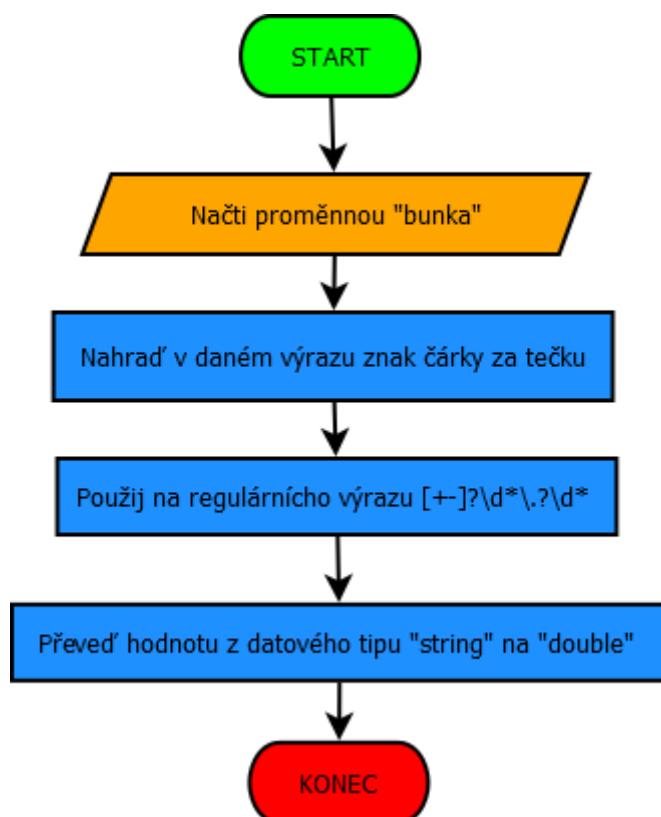 START
Načti proměnnou "bunka"
Nahraď v daném výrazu znak čárky za tečku
Použij na regulárnícho výrazu [+-]?\d*\.?\d*
Převeď hodnotu z datového tipu "string" na "double"
KONEC